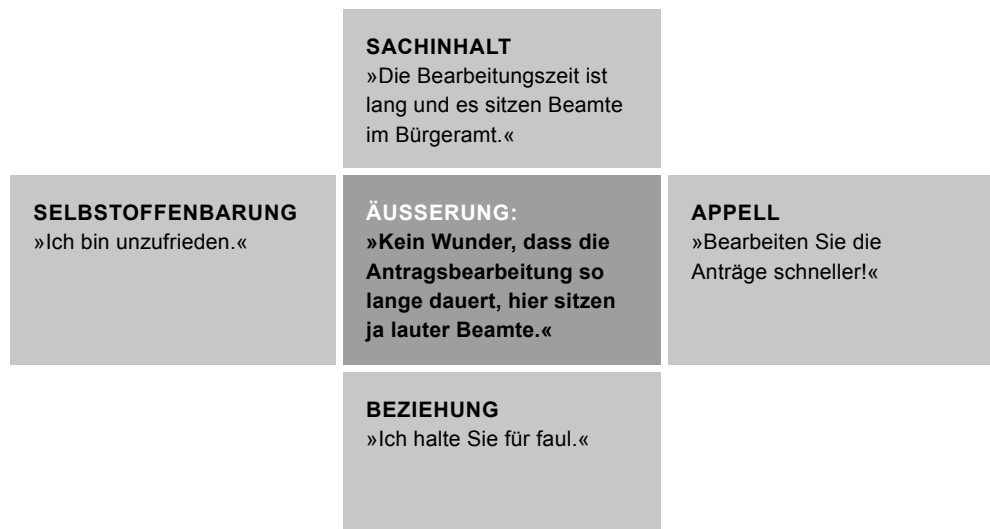 SACHINHALT
»Die Bearbeitungszeit ist
lang und es sitzen Beamte
im Bürgeramt.«
SELBSTOFFENBARUNG
»Ich bin unzufrieden.«
ÄUSSERUNG:
»Kein Wunder, dass die
Antragsbearbeitung so
lange dauert, hier sitzen
ja lauter Beamte.«
APPELL
»Bearbeiten Sie die
Anträge schneller!«
BEZIEHUNG
»Ich halte Sie für faul.«